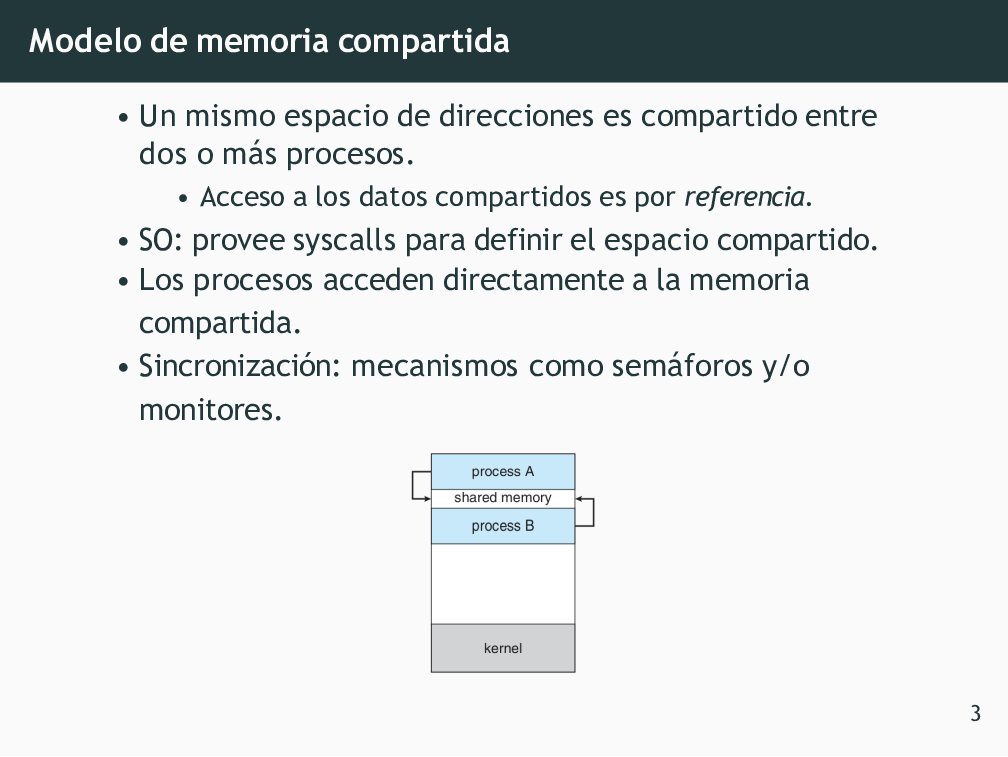 Modelo de memoria compartida
• Un mismo espacio de direcciones es compartido entre
dos o más procesos.
• Acceso a los datos compartidos es por referencia.
• SO: provee syscalls para definir el espacio compartido.
• Los procesos acceden directamente a la memoria
compartida.
• Sincronización: mecanismos como semáforos y/o
monitores.
process A
shared memory
process B
kernel
3